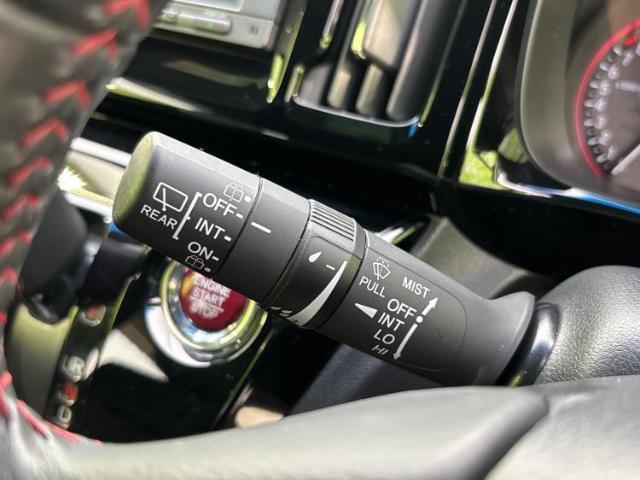 REAR
OFF-
INT-
ON-
MIST
PULL
OFF
INT
LO
HI
ENGINE
START
STOP
R
N
D